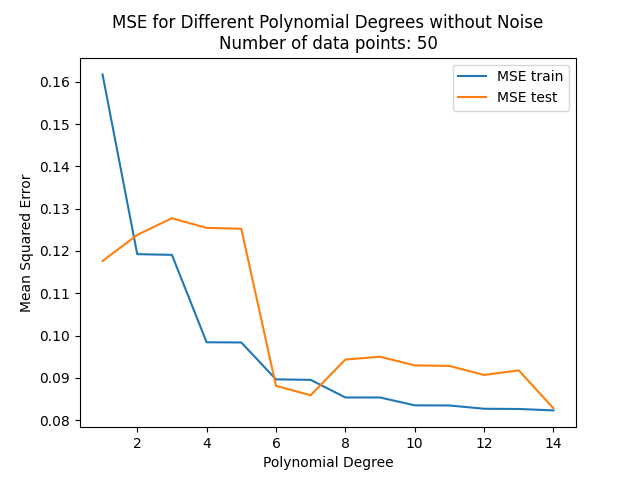 MSE for Different Polynomial Degrees without Noise
Number of data points: 50
MSE train
MSE test
0.16
0.15
0.14
0.13
0.12
0.11
0.10
0.09
0.08
Mean Squared Error
2 4 6 8 10 12 14
Polynomial Degree